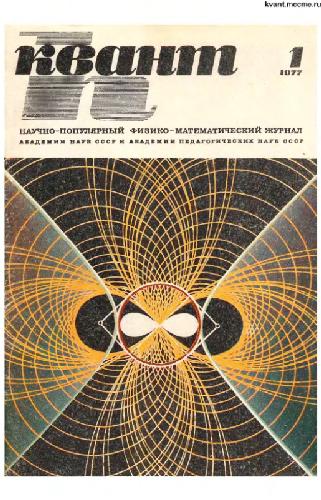 kvant.mccme.ru
квант
1
1977
НАУЧНО-ПОПУЛЯРНЫЙ ФИЗИКО-МАТЕМАТИЧЕСКИЙ ЖУРНАЛ
АКАДЕМИИ НАУК СССР И АКАДЕМИИ ПЕДАГОГИЧЕСКИХ НАУК СССР